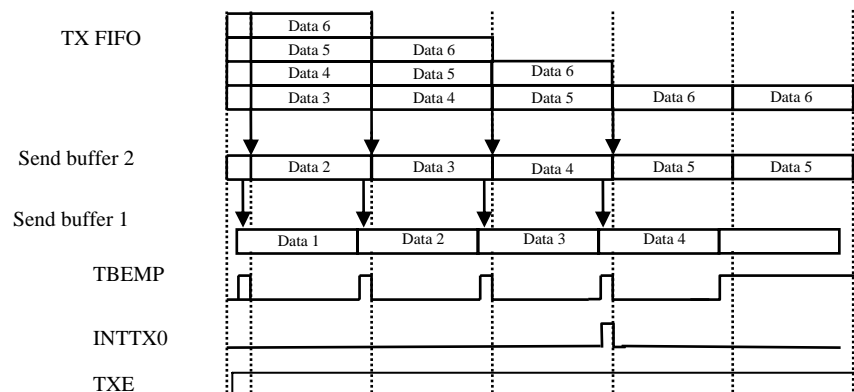 TX FIFO
Data 6
Data 5 Data 6
Data 4 Data 5 Data 6
Data 3 Data 4 Data 5 Data 6 Data 6
Send buffer 2
Data 2 Data 3 Data 4 Data 5 Data 5
Send buffer 1
Data 1 Data 2 Data 3 Data 4
TBEMP
INTTX0
TXE